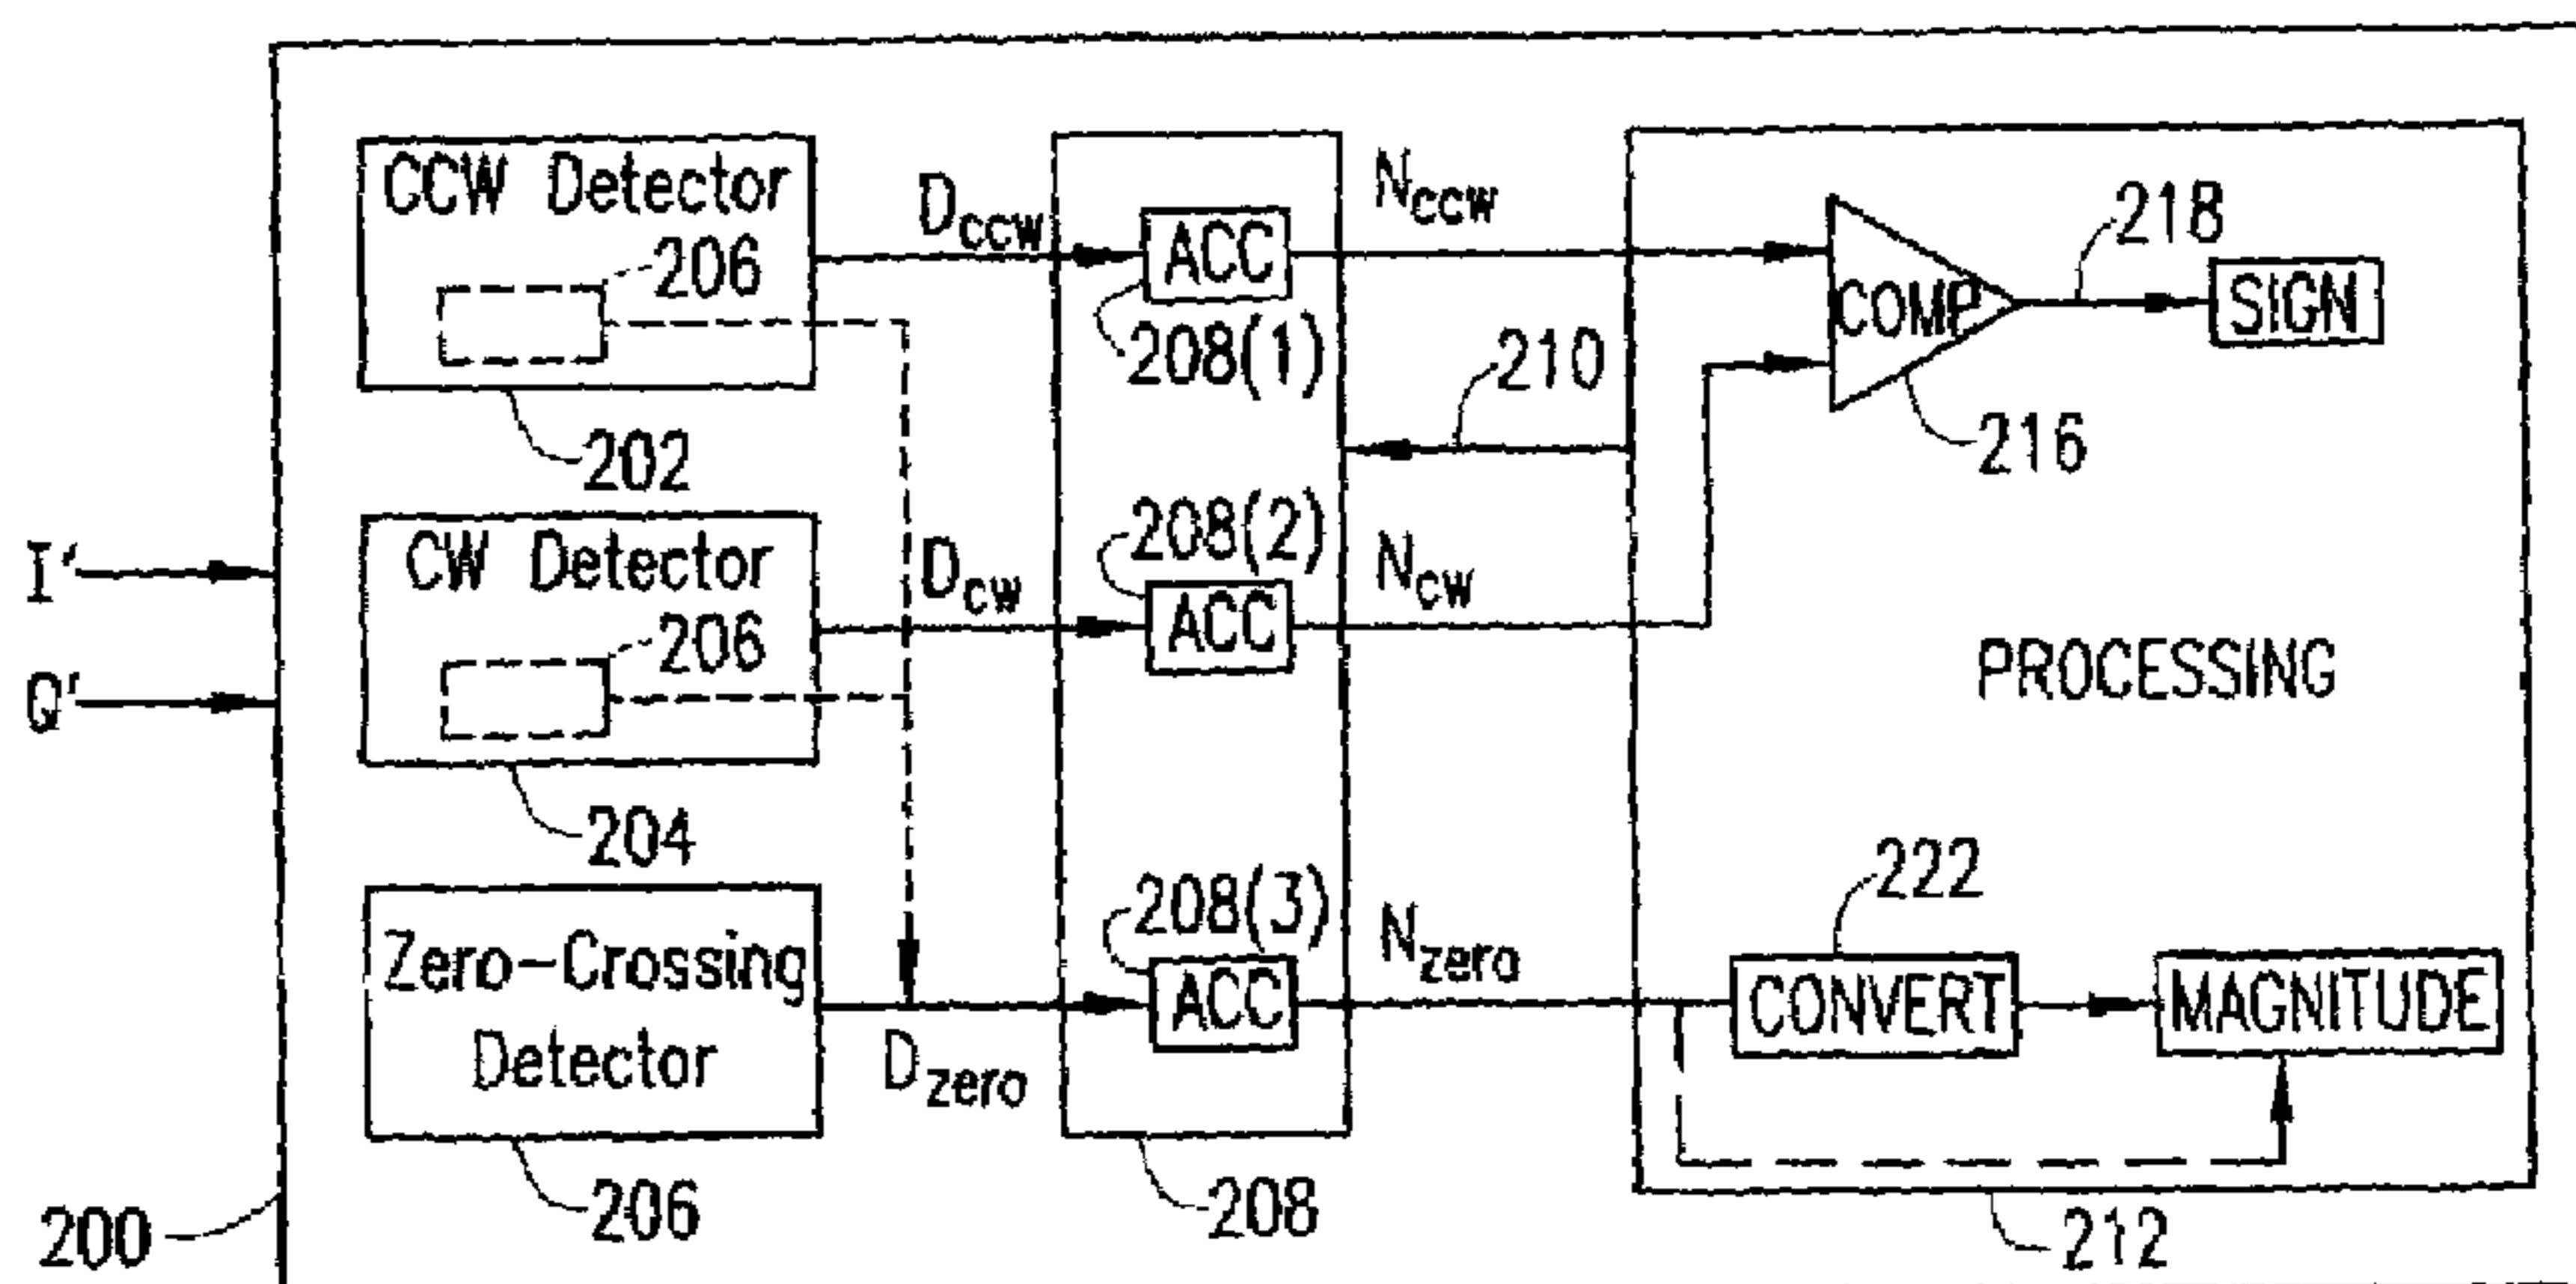 CCW Detector
206
202
CW Detector
206
204
Zero-Crossing
Detector
206
I'
Q'
200
Dccw
Dcw
Dzero
ACC
208(1)
208(2)
ACC
208(3)
ACC
208
Nccw
210
Ncw
Nzero
COMP
216
218
SIGN
PROCESSING
222
CONVERT
MAGNITUDE
212